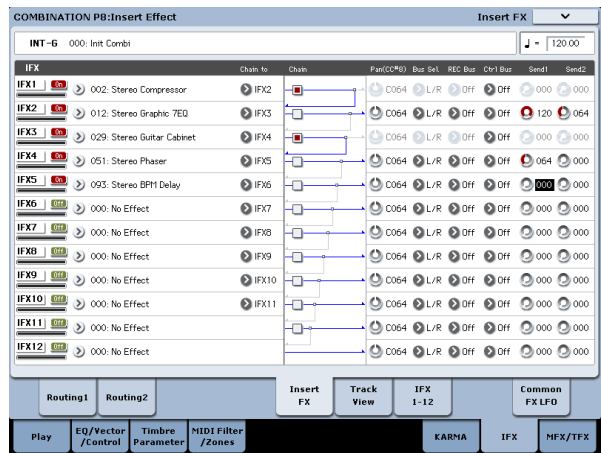 COMBINATION P8:Insert Effect Insert FX
INT-G 000: Init Combi ♩ = 120.00
IFX Chain to Chain Pan(CC#8) Bus Sel REC Bus Ctrl Bus Send1 Send2
IFX1 On 002: Stereo Compressor IFX2 C064 L/R Off Off 000 000
IFX2 On 012: Stereo Graphic 7EQ IFX3 C064 L/R Off Off 120 064
IFX3 On 029: Stereo Guitar Cabinet IFX4 C064 L/R Off Off 000 000
IFX4 On 051: Stereo Phaser IFX5 C064 L/R Off Off 064 000
IFX5 On 093: Stereo BPM Delay IFX6 C064 L/R Off Off 000 000
IFX6 Off 000: No Effect IFX7 C064 L/R Off Off 000 000
IFX7 Off 000: No Effect IFX8 C064 L/R Off Off 000 000
IFX8 Off 000: No Effect IFX9 C064 L/R Off Off 000 000
IFX9 Off 000: No Effect IFX10 C064 L/R Off Off 000 000
IFX10 Off 000: No Effect IFX11 C064 L/R Off Off 000 000
IFX11 Off 000: No Effect C064 L/R Off Off 000 000
IFX12 Off 000: No Effect C064 L/R Off Off 000 000
Routing1 Routing2 Insert FX Track View IFX 1-12 Common FX LFO
Play EQ/Vector /Control Timbre Parameter MIDI Filter /Zones KARMA IFX MFX/TFX